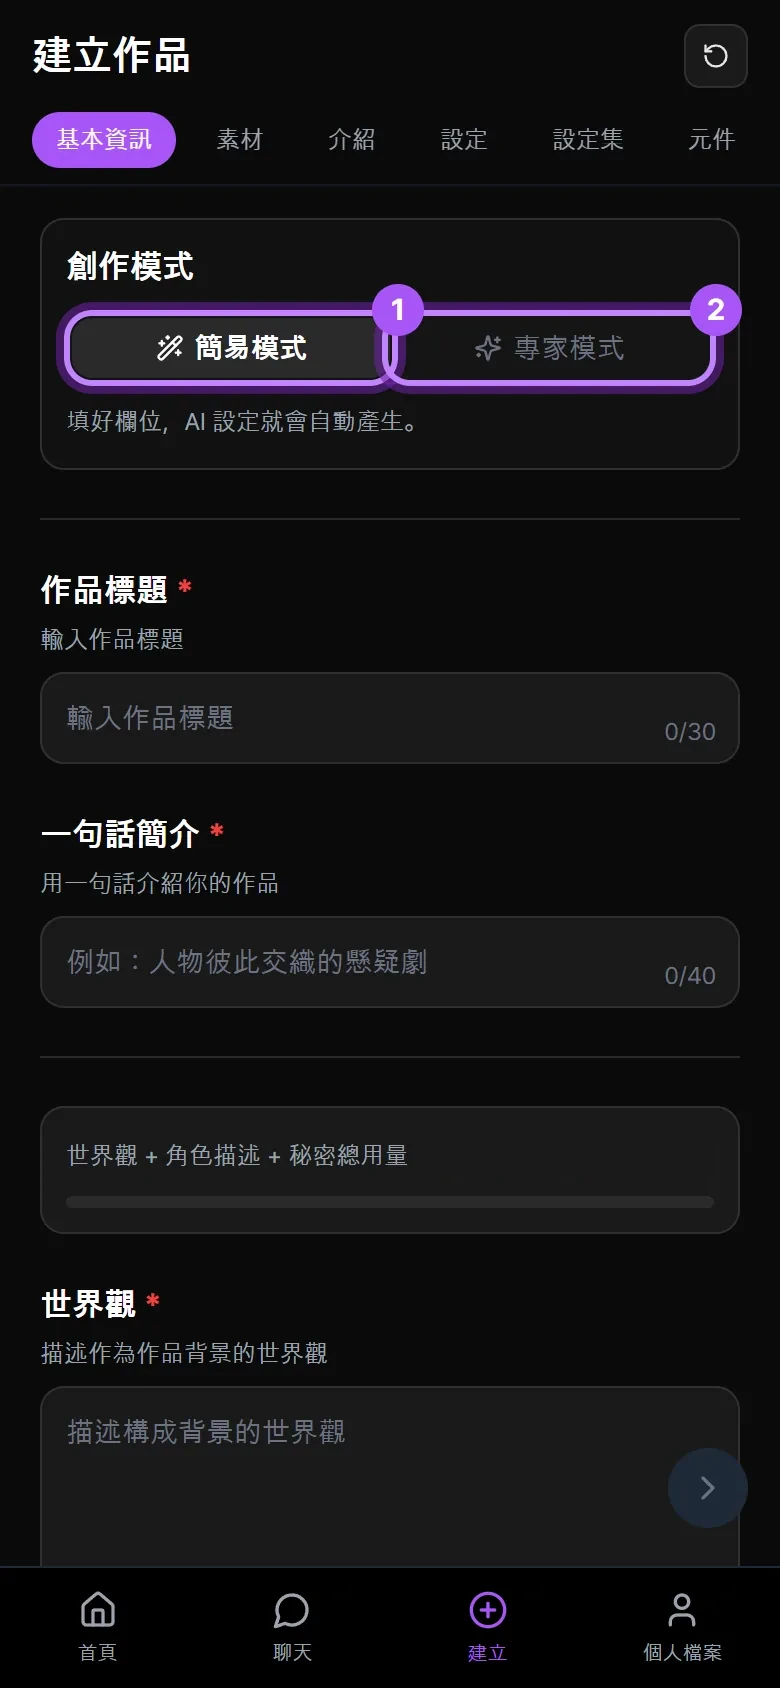 建立作品
基本資訊 素材 介紹 設定 設定集 元件
創作模式
1 2
簡易模式 專家模式
填好欄位，AI 設定就會自動產生。
作品標題 *
輸入作品標題
輸入作品標題
0/30
一句話簡介 *
用一句話介紹你的作品
例如：人物彼此交織的懸疑劇
0/40
世界觀 + 角色描述 + 秘密總用量
世界觀 *
描述作為作品背景的世界觀
描述構成背景的世界觀
首頁 聊天 建立 個人檔案